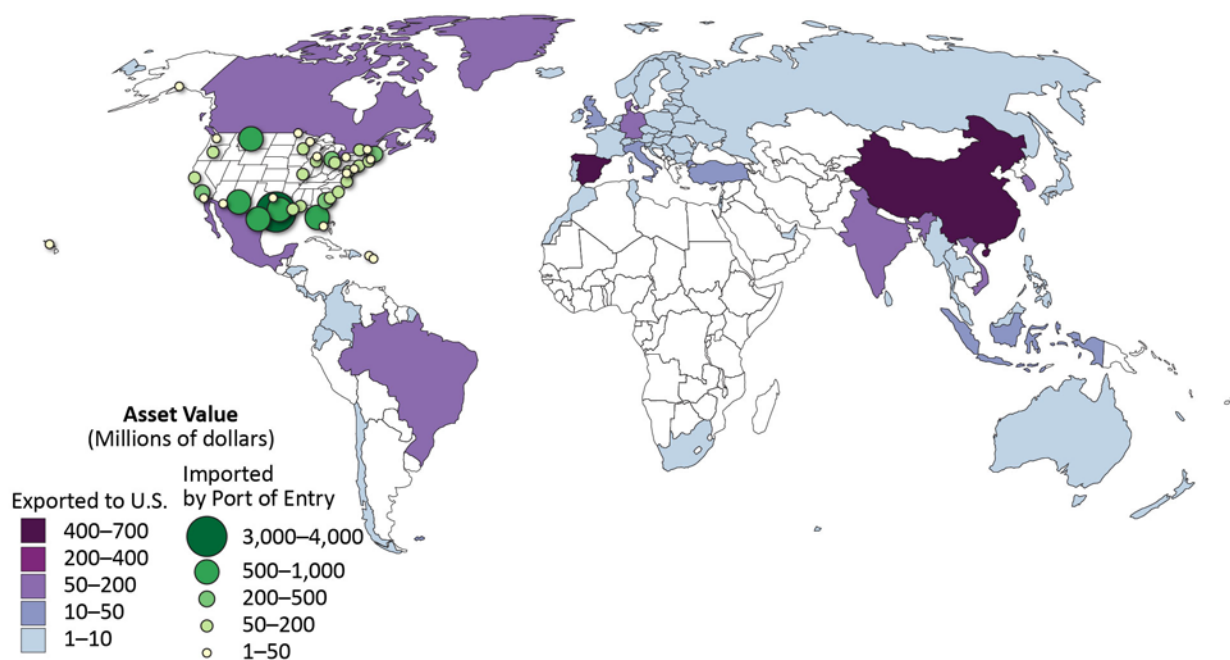 Asset Value
(Millions of dollars)
Exported to U.S.
400–700
200–400
50–200
10–50
1–10
Imported
by Port of Entry
3,000–4,000
500–1,000
200–500
50–200
1–50